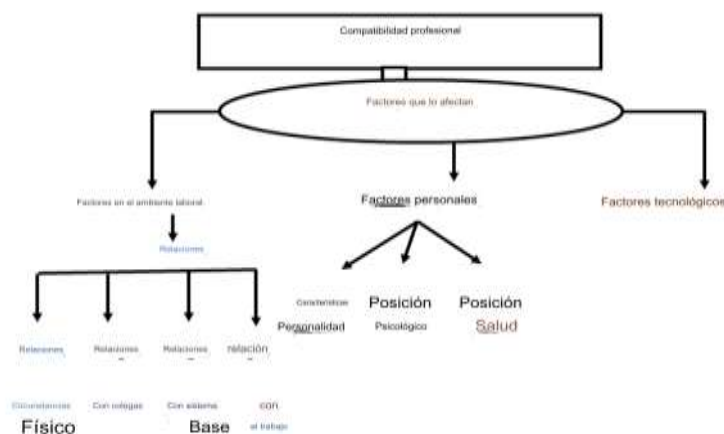 Compatibilidad profesional
Factores que lo afectan
Factores en el ambiente laboral
Factores personales
Factores tecnológicos
Relaciones
Características
Posición
Posición
Personalidad
Psicológico
Salud
Relaciones
Relaciones
Relaciones
relación
Circunstancias
Con colegas
Con sistema
con
Físico
Base
el trabajo